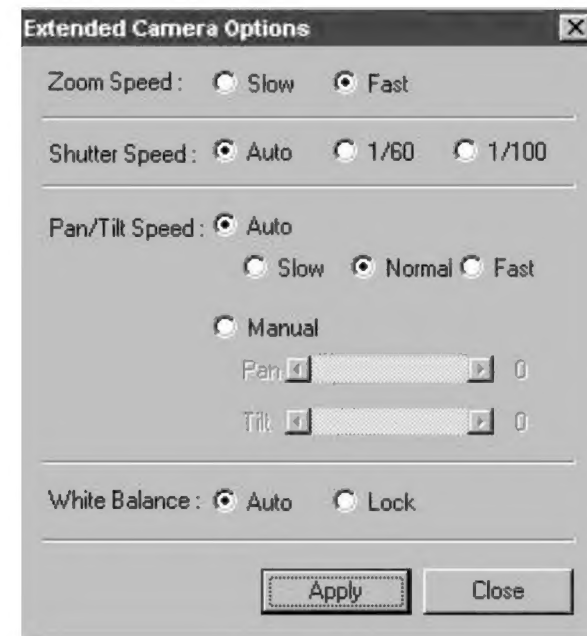 Extended Camera Options
Zoom Speed : Slow Fast
Shutter Speed : Auto 1/60 1/100
Pan/Tilt Speed : Auto
Slow Normal Fast
Manual
Pan 0
Tilt 0
White Balance : Auto Lock
Apply Close